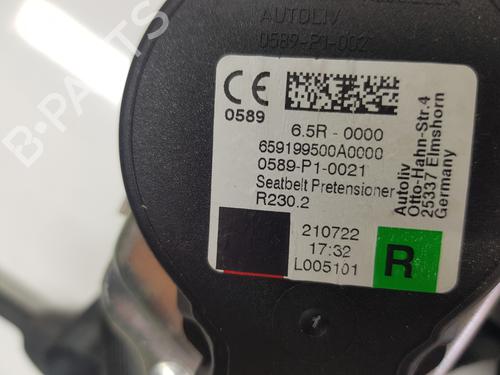 AUTOLIV
0589-P1-002
CE
0589
6.5R - 0000
659199500A0000
0589-P1-0021
Seatbelt Pretensioner
R230.2
210722
17:32
L005101
R
Autoliv
Otto-Hahn-Str.4
25337 Elmshorn
Germany
1
B-PARTS